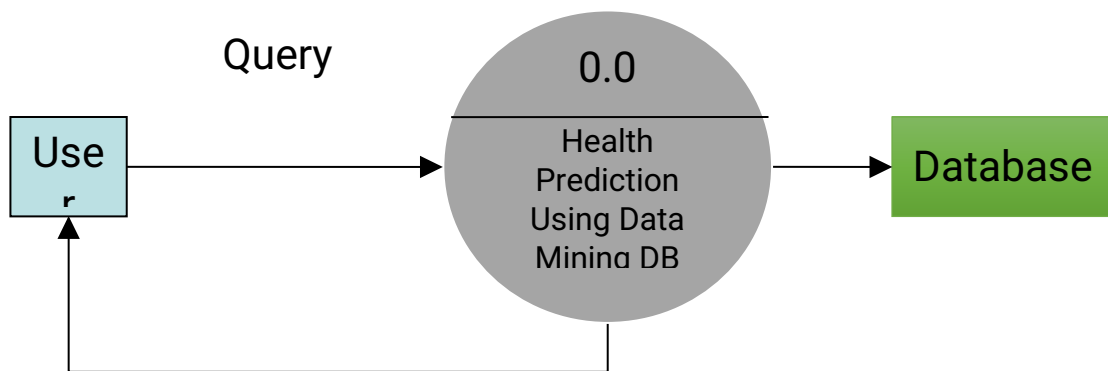 Query
0.0
Use
r
Health
Prediction
Using Data
Mining DB
Database